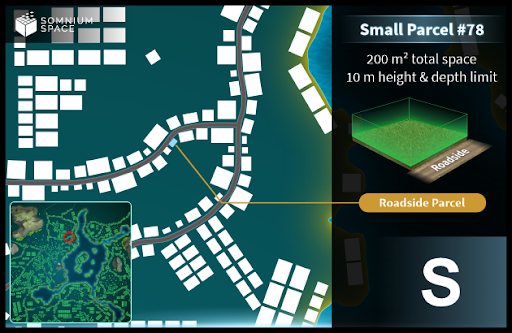 SOMNIUM
SPACE
Small Parcel #78
200 m² total space
10 m height & depth limit
Roadside
Roadside Parcel
S